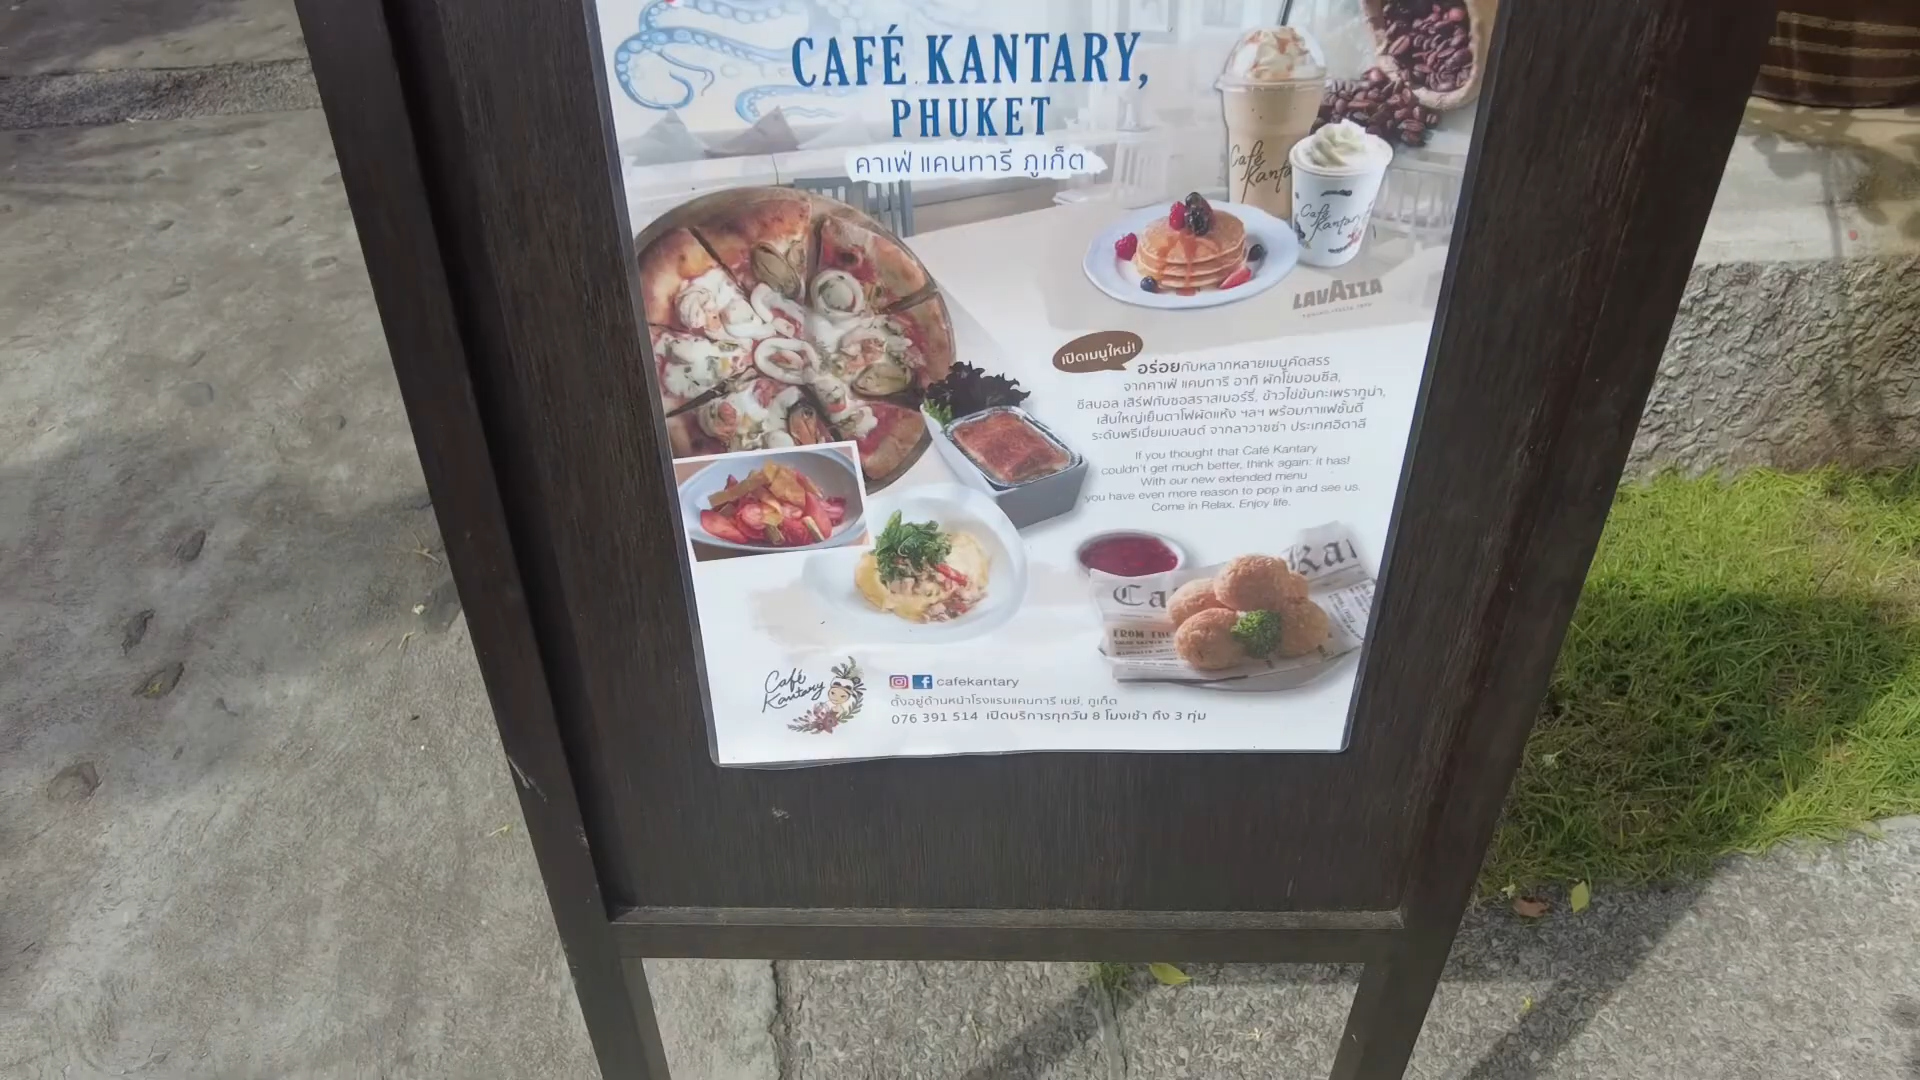 CAFÉ KANTARY,
PHUKET
คาเฟ่ แคนทารี ภูเก็ต
Café
Kanta
Café
Kantary
LAVAZZA
เปิดเมนูใหม่!
อร่อยกับหลากหลายเมนูคัดสรร
จากคาเฟ่ แคนทารี อาทิ ผักโขมอบชีส,
ชีสบอล เสิร์ฟกับซอสราสเบอร์รี่, ข้าวไข่ข้นกะเพราทูน่า,
เส้นใหญ่เย็นตาโฟผัดแห้ง ฯลฯ พร้อมกาแฟชั้นดี
ระดับพรีเมี่ยมเบลนด์ จากลาวาซซ่า ประเทศอิตาลี
If you thought that Café Kantary
couldn't get much better, think again: it has!
With our new extended menu
you have even more reason to pop in and see us.
Come in Relax. Enjoy life.
Ka
Ca
FROM THE
Café
Kantary
cafekantary
ตั้งอยู่ด้านหน้าโรงแรมแคนทารี เบย์, ภูเก็ต
076 391 514 เปิดบริการทุกวัน 8 โมงเช้า ถึง 3 ทุ่ม